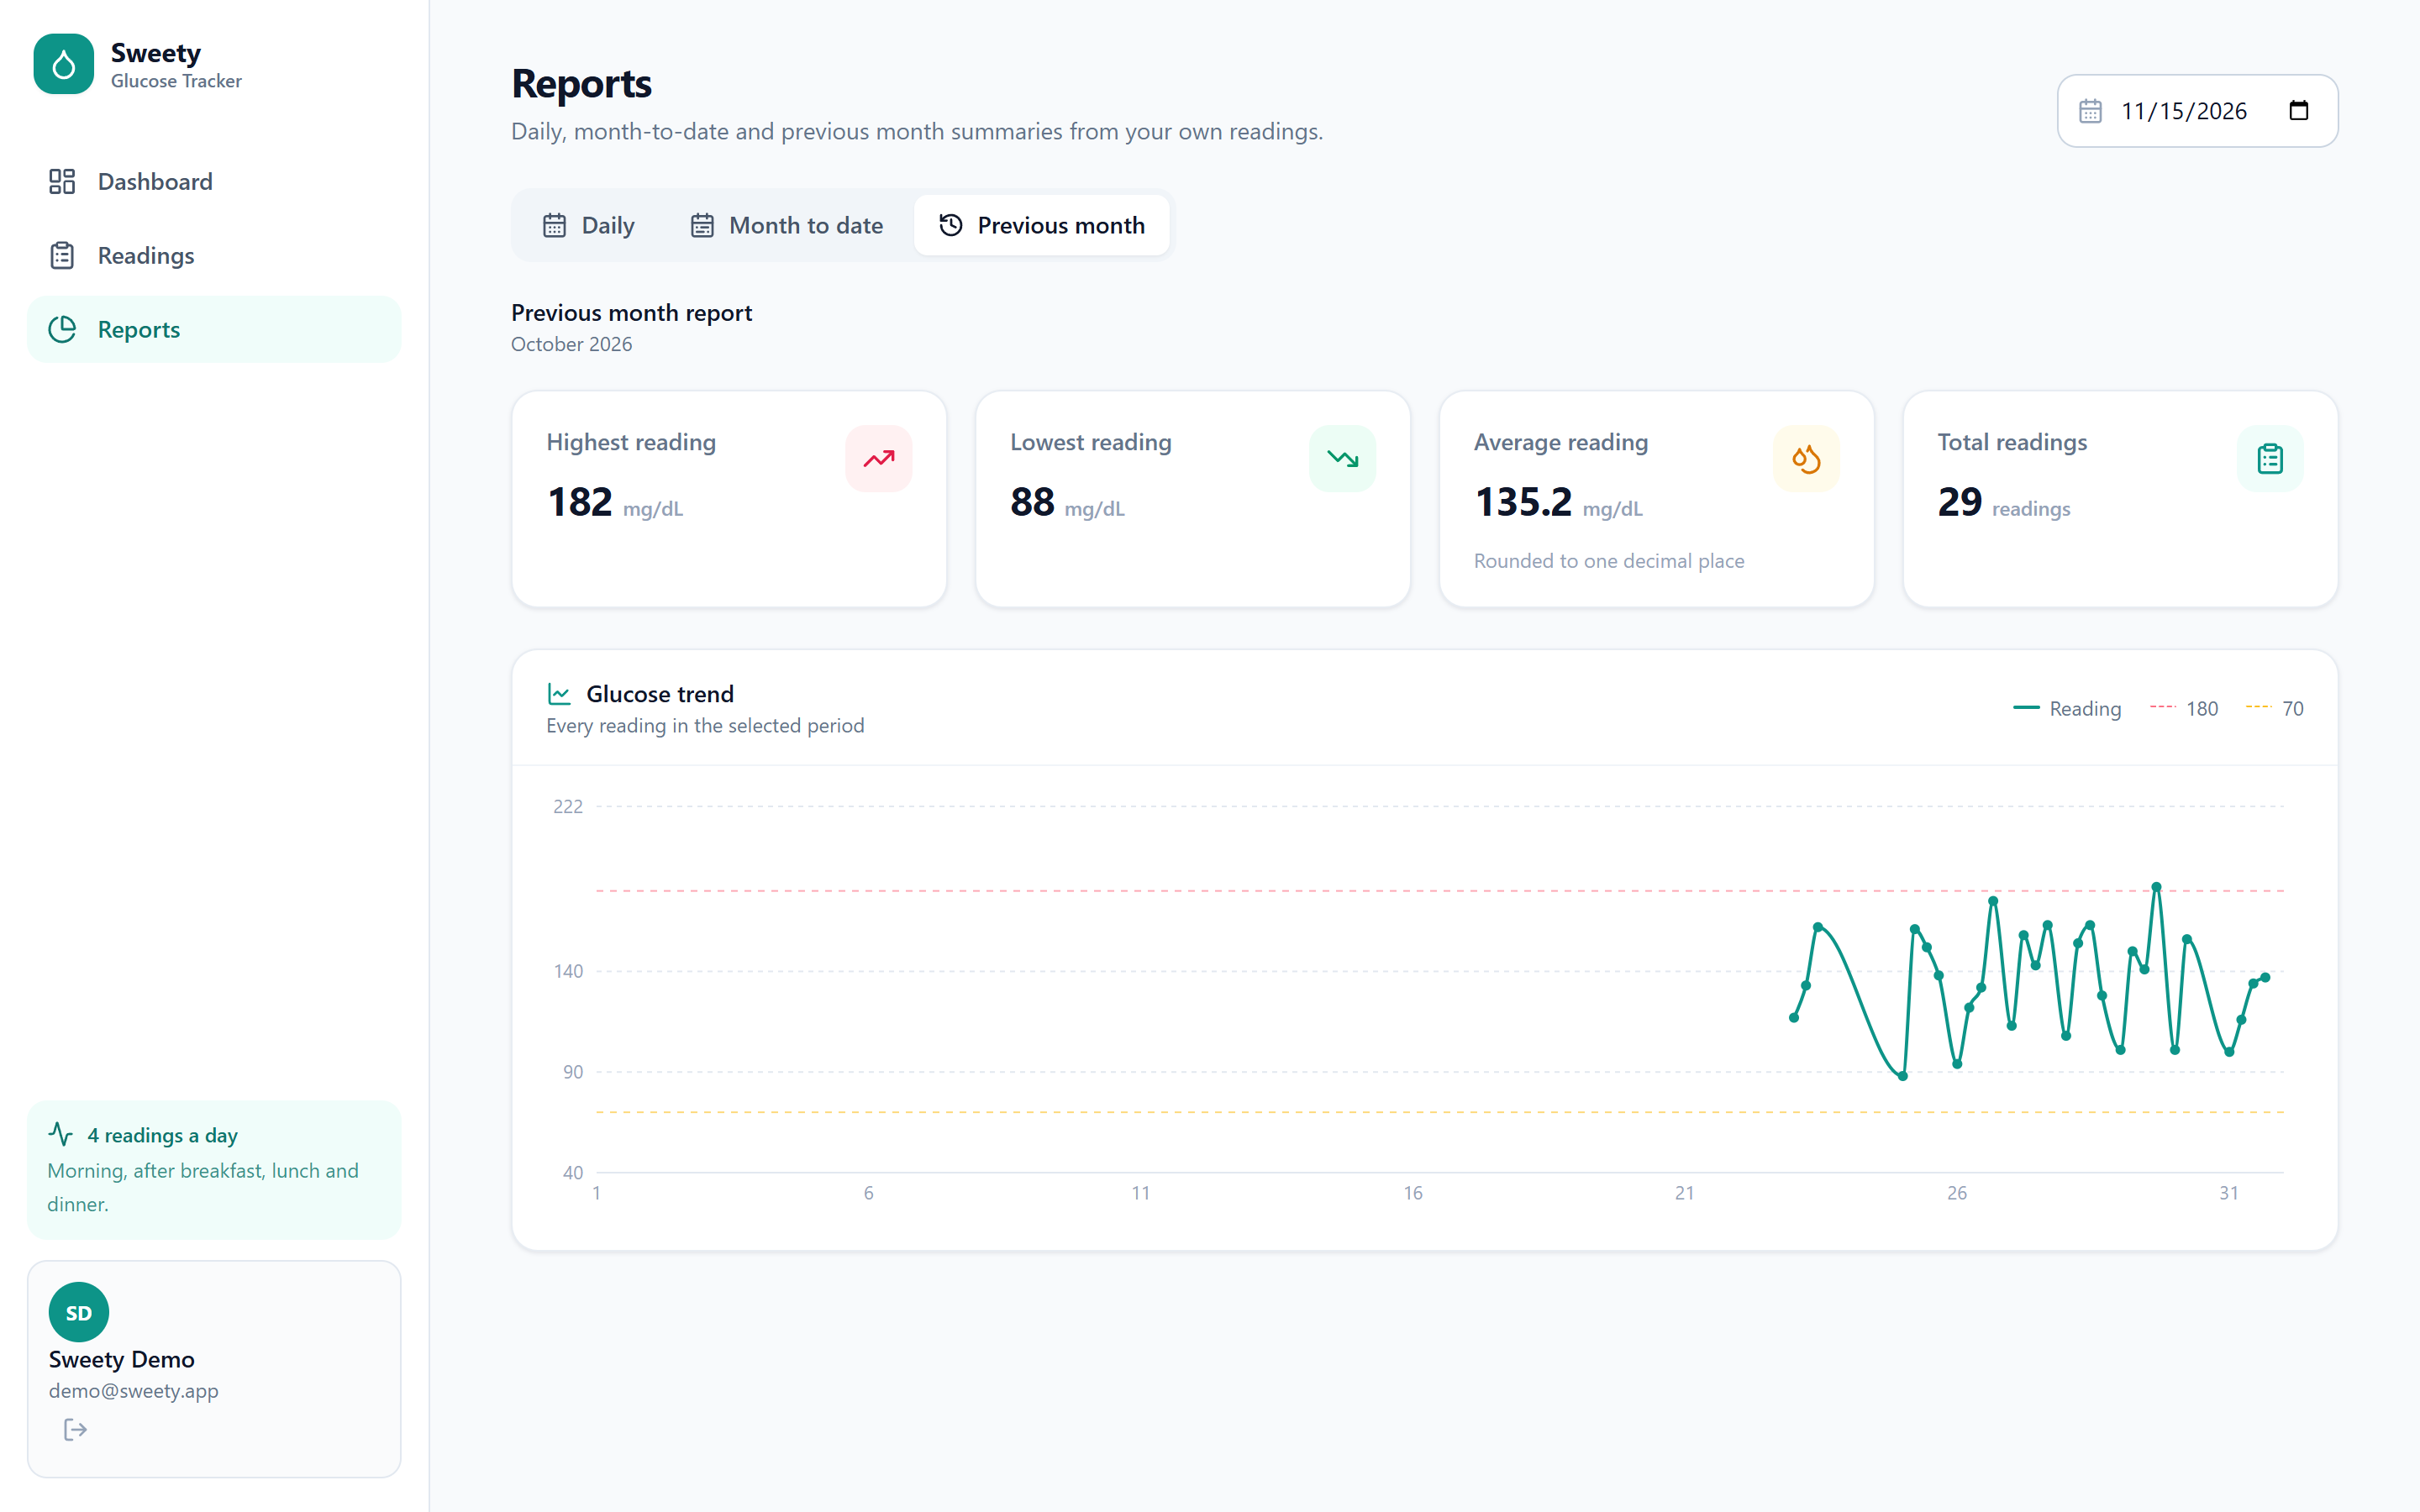 Sweety
Glucose Tracker
Dashboard
Readings
Reports
4 readings a day
Morning, after breakfast, lunch and
dinner.
SD
Sweety Demo
demo@sweety.app
Reports
Daily, month-to-date and previous month summaries from your own readings.
11/15/2026
Daily
Month to date
Previous month
Previous month report
October 2026
Highest reading
182 mg/dL
Lowest reading
88 mg/dL
Average reading
135.2 mg/dL
Rounded to one decimal place
Total readings
29 readings
Glucose trend
Every reading in the selected period
Reading
180
70
222
140
90
40
1
6
11
16
21
26
31